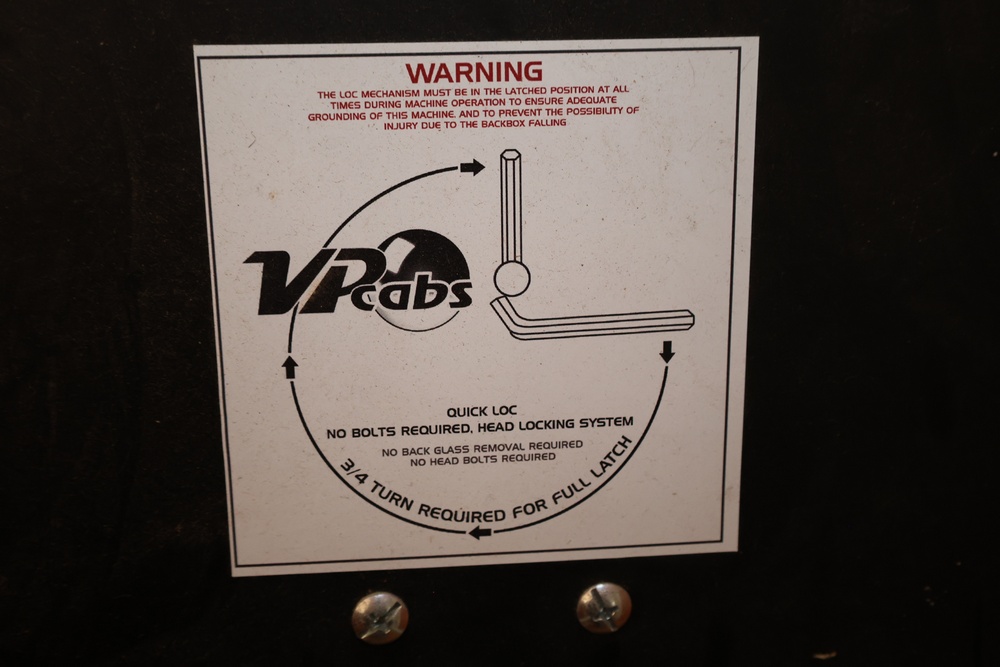 WARNING
THE LOC MECHANISM MUST BE IN THE LATCHED POSITION AT ALL
TIMES DURING MACHINE OPERATION TO ENSURE ADEQUATE
GROUNDING OF THIS MACHINE. AND TO PREVENT THE POSSIBILITY OF
INJURY DUE TO THE BACKBOX FALLING
VPcabs
QUICK LOC
NO BOLTS REQUIRED, HEAD LOCKING SYSTEM
NO BACK GLASS REMOVAL REQUIRED
NO HEAD BOLTS REQUIRED
3/4 TURN REQUIRED FOR FULL LATCH